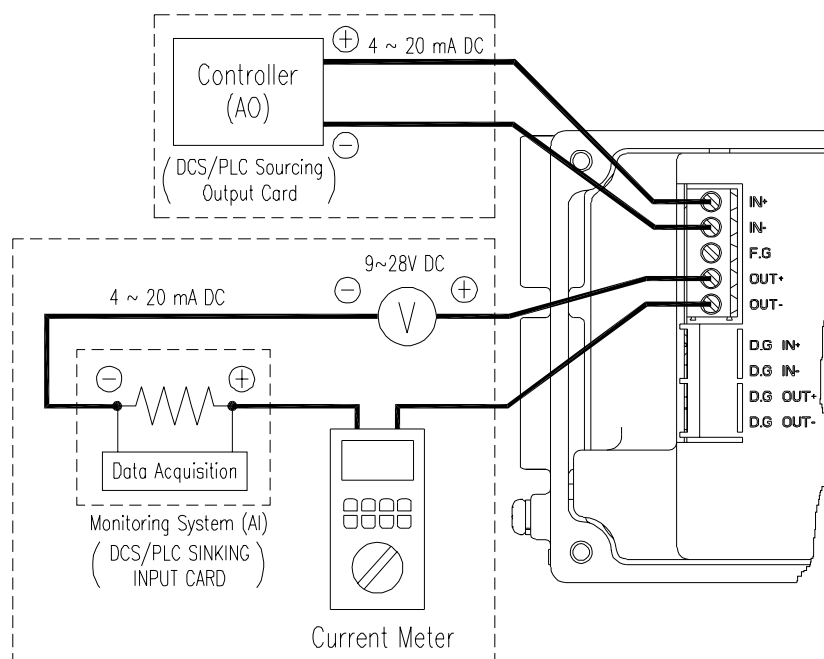 4 ~ 20 mA DC
Controller
(AO)
(DCS/PLC Sourcing
Output Card)
IN+
IN-
F.G
OUT+
OUT-
D.G IN+
D.G IN-
D.G OUT+
D.G OUT-
9~28V DC
4 ~ 20 mA DC
V
Data Acquisition
Monitoring System (AI)
(DCS/PLC SINKING
INPUT CARD)
Current Meter